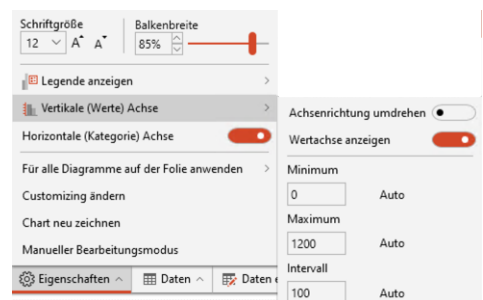 Schriftgröße Balkenbreite
12 A A 85%
Legende anzeigen
Vertikale (Werte) Achse
Horizontale (Kategorie) Achse
Für alle Diagramme auf der Folie anwenden
Customizing ändern
Chart neu zeichnen
Manueller Bearbeitungsmodus
Eigenschaften Daten Daten
Achsenrichtung umdrehen
Wertachse anzeigen
Minimum
0 Auto
Maximum
1200 Auto
Intervall
100 Auto